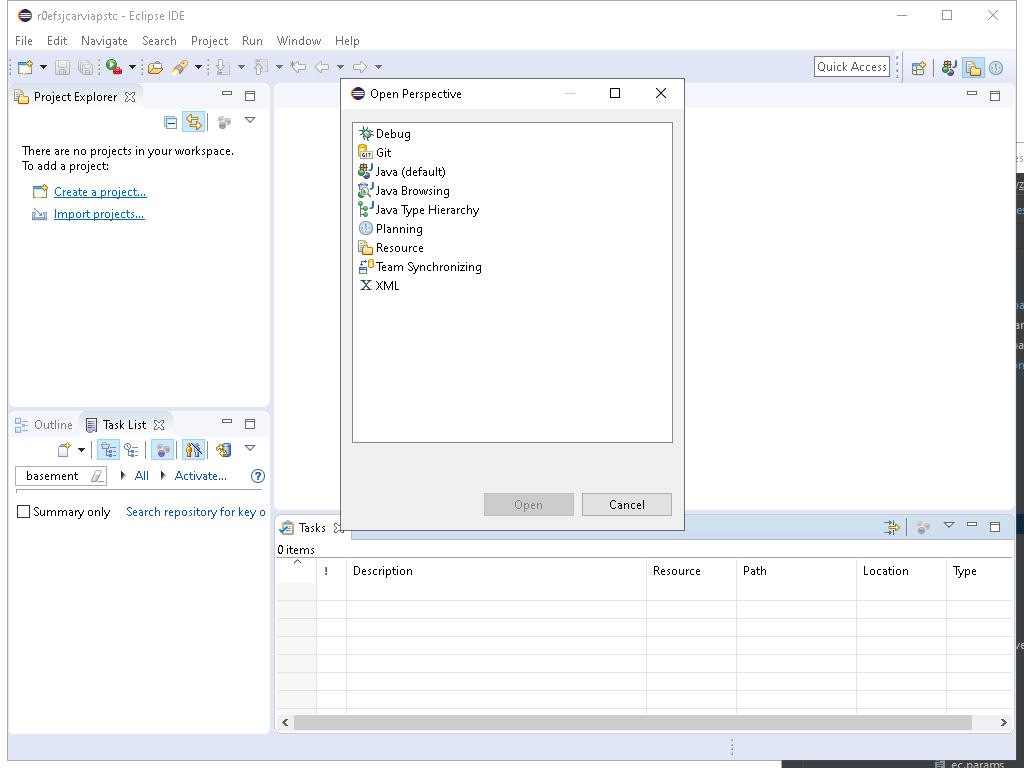 r0efsjcarviapstc - Eclipse IDE
File Edit Navigate Search Project Run Window Help
Quick Access
Project Explorer
There are no projects in your workspace.
To add a project:
Create a project...
Import projects...
Open Perspective
Debug
Git
Java (default)
Java Browsing
Java Type Hierarchy
Planning
Resource
Team Synchronizing
XML
Open Cancel
Outline Task List
basement All Activate...
Summary only Search repository for key o
Tasks
0 items
! Description Resource Path Location Type
ec.params